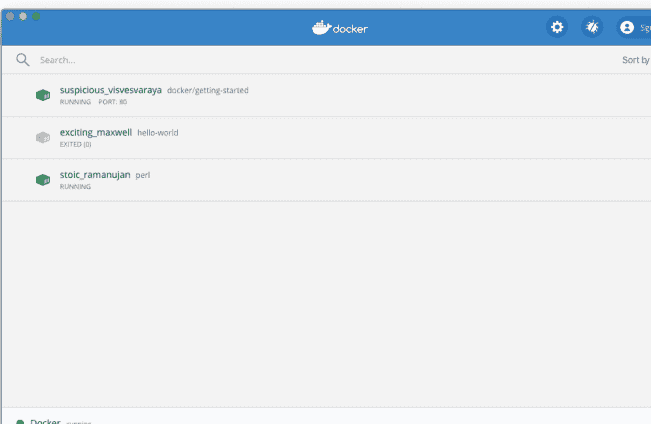 docker
Search...
Sort by
suspicious_visvesvaraya docker/getting-started
RUNNING PORT: 80
exciting_maxwell hello-world
EXITED (0)
stoic_ramanujan perl
RUNNING
Docker running